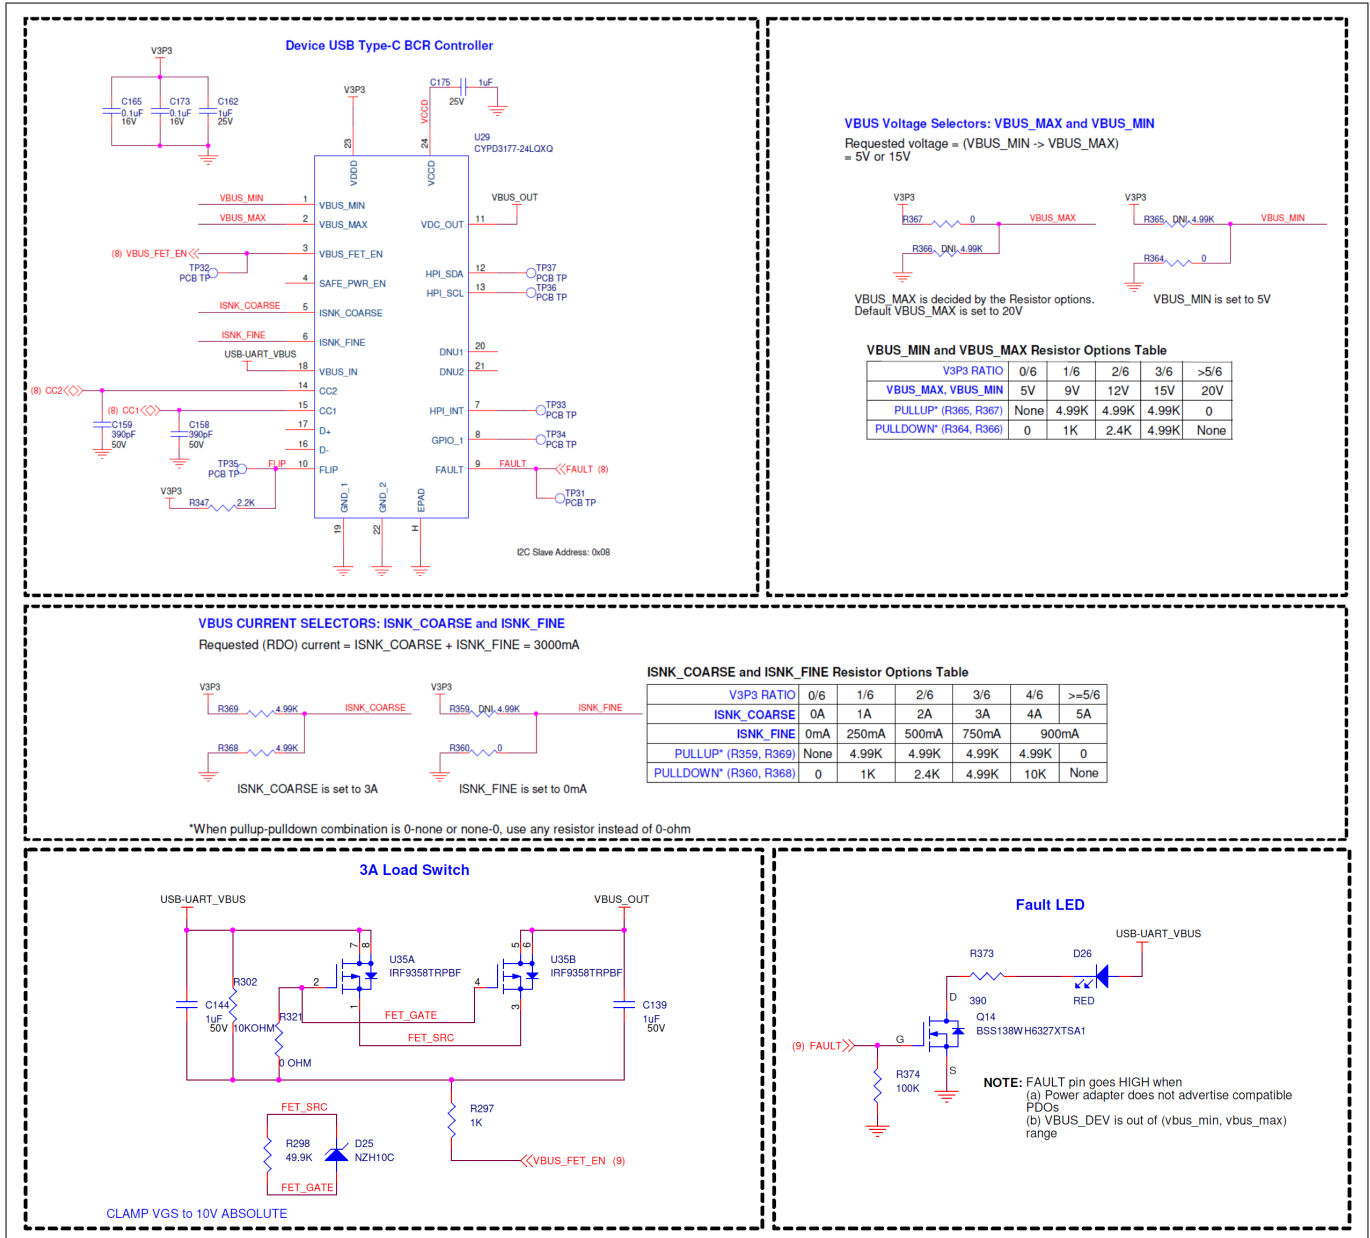 Device USB Type-C BCR Controller
V3P3
C165
0.1uF
16V
C173
0.1uF
16V
C162
1uF
25V
V3P3
C175
1uF
25V
VCCD
U29
CYPD3177-24LQXQ
23
24
VDDD
VCCD
VBUS_MIN
1
VBUS_MIN
VBUS_MAX
2
VBUS_MAX
(8) VBUS_FET_EN
3
VBUS_FET_EN
TP32
PCB TP
4
SAFE_PWR_EN
ISNK_COARSE
5
ISNK_COARSE
ISNK_FINE
6
ISNK_FINE
USB-UART_VBUS
18
VBUS_IN
(8) CC2
14
CC2
(8) CC1
15
CC1
C159
390pF
50V
C158
390pF
50V
17
D+
16
D-
TP35
PCB TP
FLIP
10
FLIP
V3P3
R347
2.2K
VBUS_OUT
VDC_OUT
11
HPI_SDA
12
TP37
PCB TP
HPI_SCL
13
TP36
PCB TP
DNU1
20
DNU2
21
HPI_INT
7
TP33
PCB TP
GPIO_1
8
TP34
PCB TP
FAULT
9
FAULT
FAULT (8)
TP31
PCB TP
GND_1
GND_2
EPAD
19
22
H
I2C Slave Address: 0x08
VBUS Voltage Selectors: VBUS_MAX and VBUS_MIN
Requested voltage = (VBUS_MIN -> VBUS_MAX)
= 5V or 15V
V3P3
R367
0
VBUS_MAX
R366
DNI
4.99K
V3P3
R365
DNI
4.99K
VBUS_MIN
R364
0
VBUS_MAX is decided by the Resistor options.
Default VBUS_MAX is set to 20V
VBUS_MIN is set to 5V
VBUS_MIN and VBUS_MAX Resistor Options Table
V3P3 RATIO 0/6 1/6 2/6 3/6 >5/6
VBUS_MAX, VBUS_MIN 5V 9V 12V 15V 20V
PULLUP* (R365, R367) None 4.99K 4.99K 4.99K 0
PULLDOWN* (R364, R366) 0 1K 2.4K 4.99K None
VBUS CURRENT SELECTORS: ISNK_COARSE and ISNK_FINE
Requested (RDO) current = ISNK_COARSE + ISNK_FINE = 3000mA
V3P3
R369
4.99K
ISNK_COARSE
R368
4.99K
V3P3
R359
DNI
4.99K
ISNK_FINE
R360
0
ISNK_COARSE is set to 3A
ISNK_FINE is set to 0mA
ISNK_COARSE and ISNK_FINE Resistor Options Table
V3P3 RATIO 0/6 1/6 2/6 3/6 4/6 >=5/6
ISNK_COARSE 0A 1A 2A 3A 4A 5A
ISNK_FINE 0mA 250mA 500mA 750mA 900mA
PULLUP* (R359, R369) None 4.99K 4.99K 4.99K 4.99K 0
PULLDOWN* (R360, R368) 0 1K 2.4K 4.99K 10K None
*When pullup-pulldown combination is 0-none or none-0, use any resistor instead of 0-ohm
3A Load Switch
USB-UART_VBUS
VBUS_OUT
7
8
U35A
IRF9358TRPBF
2
1
5
6
U35B
IRF9358TRPBF
4
3
R302
10KOHM
C144
1uF
50V
R321
0 OHM
FET_GATE
FET_SRC
C139
1uF
50V
R297
1K
VBUS_FET_EN (9)
FET_SRC
R298
49.9K
D25
NZH10C
FET_GATE
CLAMP VGS to 10V ABSOLUTE
Fault LED
USB-UART_VBUS
R373
D26
RED
D
390
Q14
BSS138WH6327XTSA1
(9) FAULT
G
S
R374
100K
NOTE: FAULT pin goes HIGH when
(a) Power adapter does not advertise compatible
PDOs
(b) VBUS_DEV is out of (vbus_min, vbus_max)
range